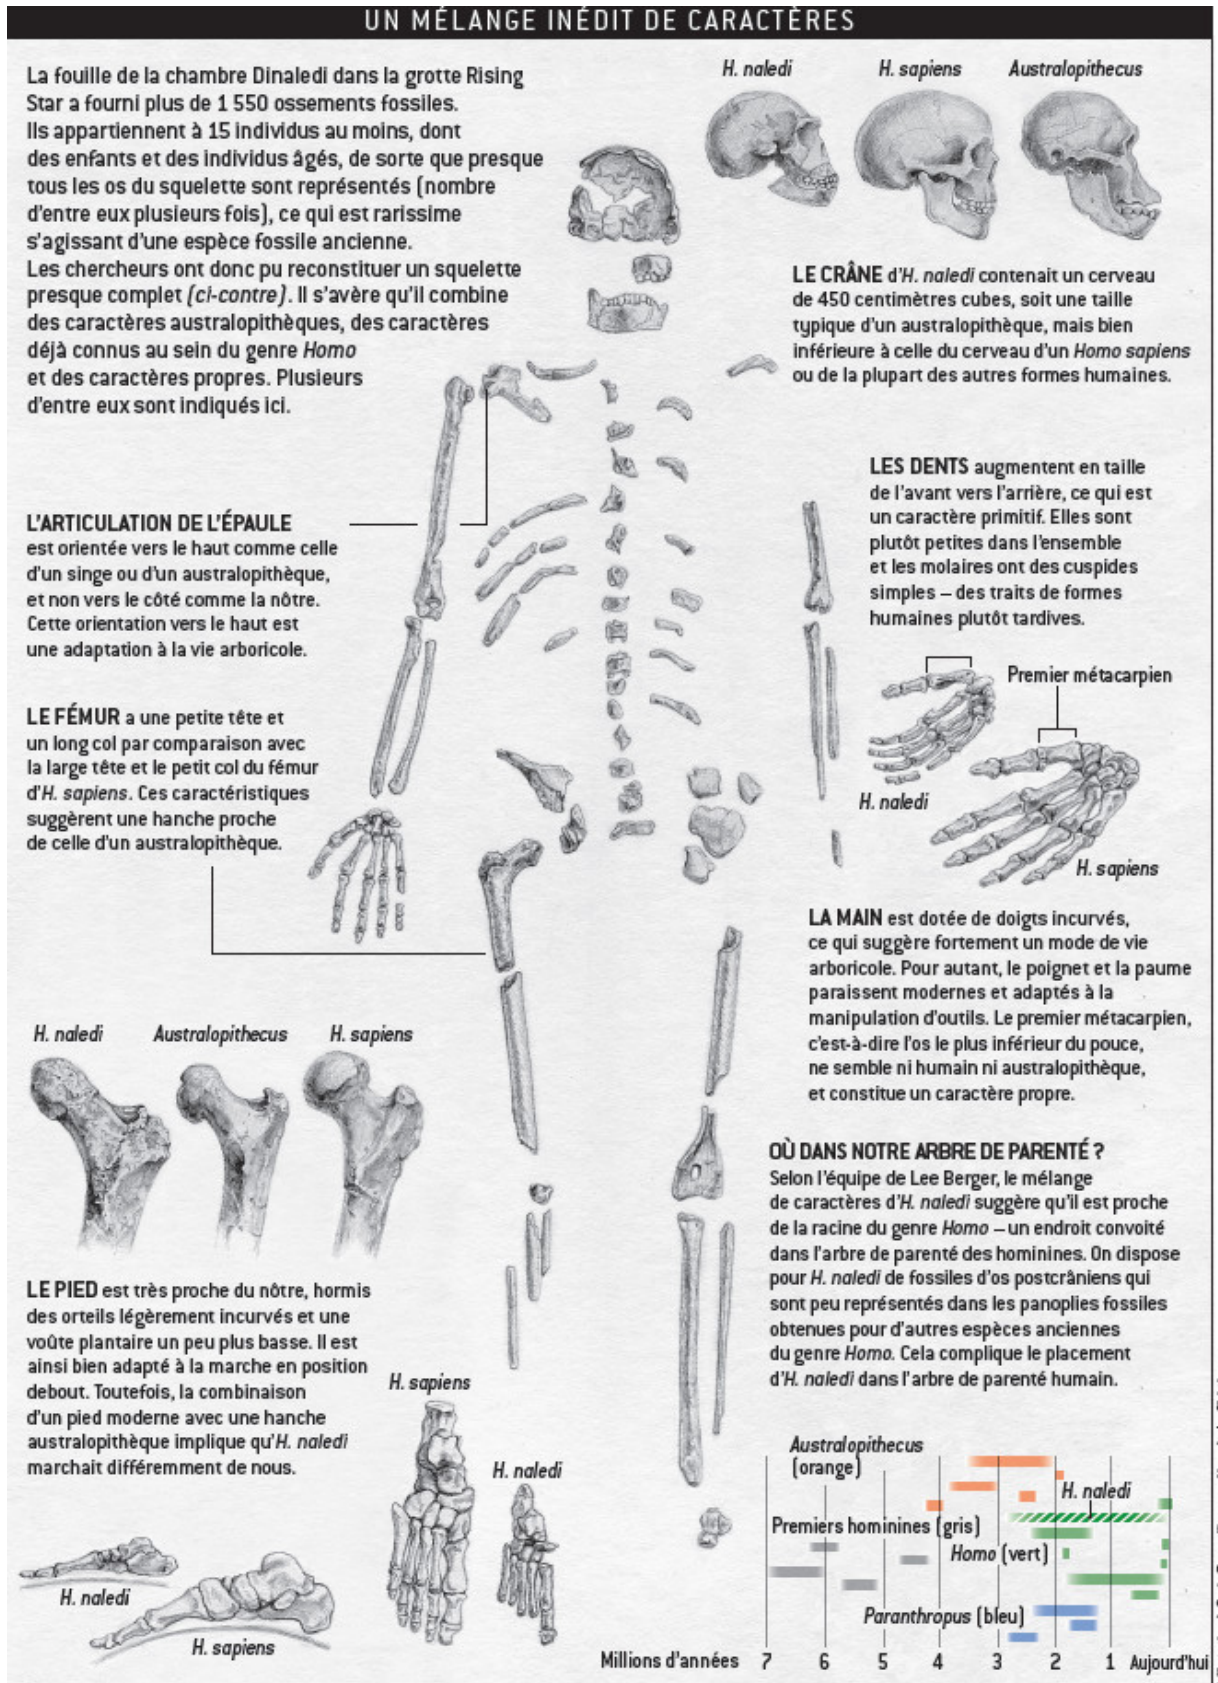 UN MÉLANGE INÉDIT DE CARACTÈRES
La fouille de la chambre Dinaledi dans la grotte Rising
Star a fourni plus de 1 550 ossements fossiles.
Ils appartiennent à 15 individus au moins, dont
des enfants et des individus âgés, de sorte que presque
tous les os du squelette sont représentés (nombre
d'entre eux plusieurs fois), ce qui est rarissime
s'agissant d'une espèce fossile ancienne.
Les chercheurs ont donc pu reconstituer un squelette
presque complet (ci-contre). Il s'avère qu'il combine
des caractères australopithèques, des caractères
déjà connus au sein du genre Homo
et des caractères propres. Plusieurs
d'entre eux sont indiqués ici.
H. naledi
H. sapiens
Australopithecus
LE CRÂNE d'H. naledi contenait un cerveau
de 450 centimètres cubes, soit une taille
typique d'un australopithèque, mais bien
inférieure à celle du cerveau d'un Homo sapiens
ou de la plupart des autres formes humaines.
LES DENTS augmentent en taille
de l'avant vers l'arrière, ce qui est
un caractère primitif. Elles sont
plutôt petites dans l'ensemble
et les molaires ont des cuspides
simples – des traits de formes
humaines plutôt tardives.
L'ARTICULATION DE L'ÉPAULE
est orientée vers le haut comme celle
d'un singe ou d'un australopithèque,
et non vers le côté comme la nôtre.
Cette orientation vers le haut est
une adaptation à la vie arboricole.
Premier métacarpien
H. naledi
H. sapiens
LE FÉMUR a une petite tête et
un long col par comparaison avec
la large tête et le petit col du fémur
d'H. sapiens. Ces caractéristiques
suggèrent une hanche proche
de celle d'un australopithèque.
LA MAIN est dotée de doigts incurvés,
ce qui suggère fortement un mode de vie
arboricole. Pour autant, le poignet et la paume
paraissent modernes et adaptés à la
manipulation d'outils. Le premier métacarpien,
c'est-à-dire l'os le plus inférieur du pouce,
ne semble ni humain ni australopithèque,
et constitue un caractère propre.
H. naledi
Australopithecus
H. sapiens
OÙ DANS NOTRE ARBRE DE PARENTÉ ?
Selon l'équipe de Lee Berger, le mélange
de caractères d'H. naledi suggère qu'il est proche
de la racine du genre Homo – un endroit convoité
dans l'arbre de parenté des hominines. On dispose
pour H. naledi de fossiles d'os postcrâniens qui
sont peu représentés dans les panoplies fossiles
obtenues pour d'autres espèces anciennes
du genre Homo. Cela complique le placement
d'H. naledi dans l'arbre de parenté humain.
LE PIED est très proche du nôtre, hormis
des orteils légèrement incurvés et une
voûte plantaire un peu plus basse. Il est
ainsi bien adapté à la marche en position
debout. Toutefois, la combinaison
d'un pied moderne avec une hanche
australopithèque implique qu'H. naledi
marchait différemment de nous.
H. sapiens
H. naledi
H. naledi
H. sapiens
Australopithecus
(orange)
H. naledi
Premiers hominines (gris)
Homo (vert)
Paranthropus (bleu)
Millions d'années 7 6 5 4 3 2 1 Aujourd'hui